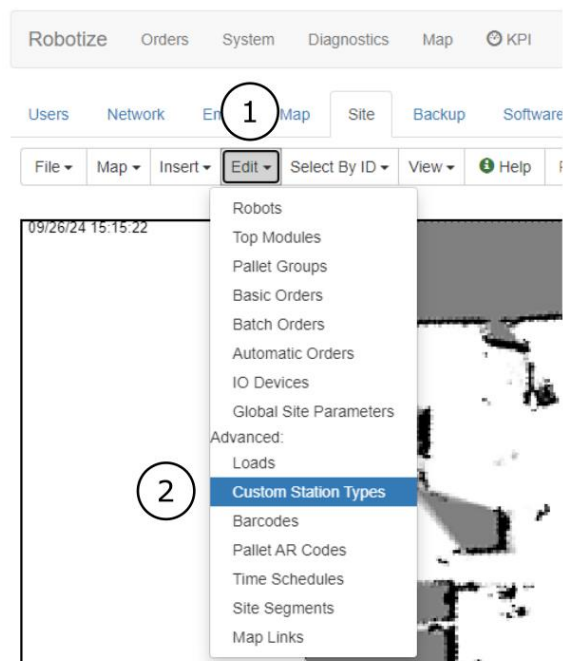 Robotize Orders System Diagnostics Map KPI
Users Network Map Site Backup Software
1
File Map Insert Edit Select By ID View Help
09/26/24 15:15:22
Robots
Top Modules
Pallet Groups
Basic Orders
Batch Orders
Automatic Orders
IO Devices
Global Site Parameters
Advanced:
Loads
2
Custom Station Types
Barcodes
Pallet AR Codes
Time Schedules
Site Segments
Map Links